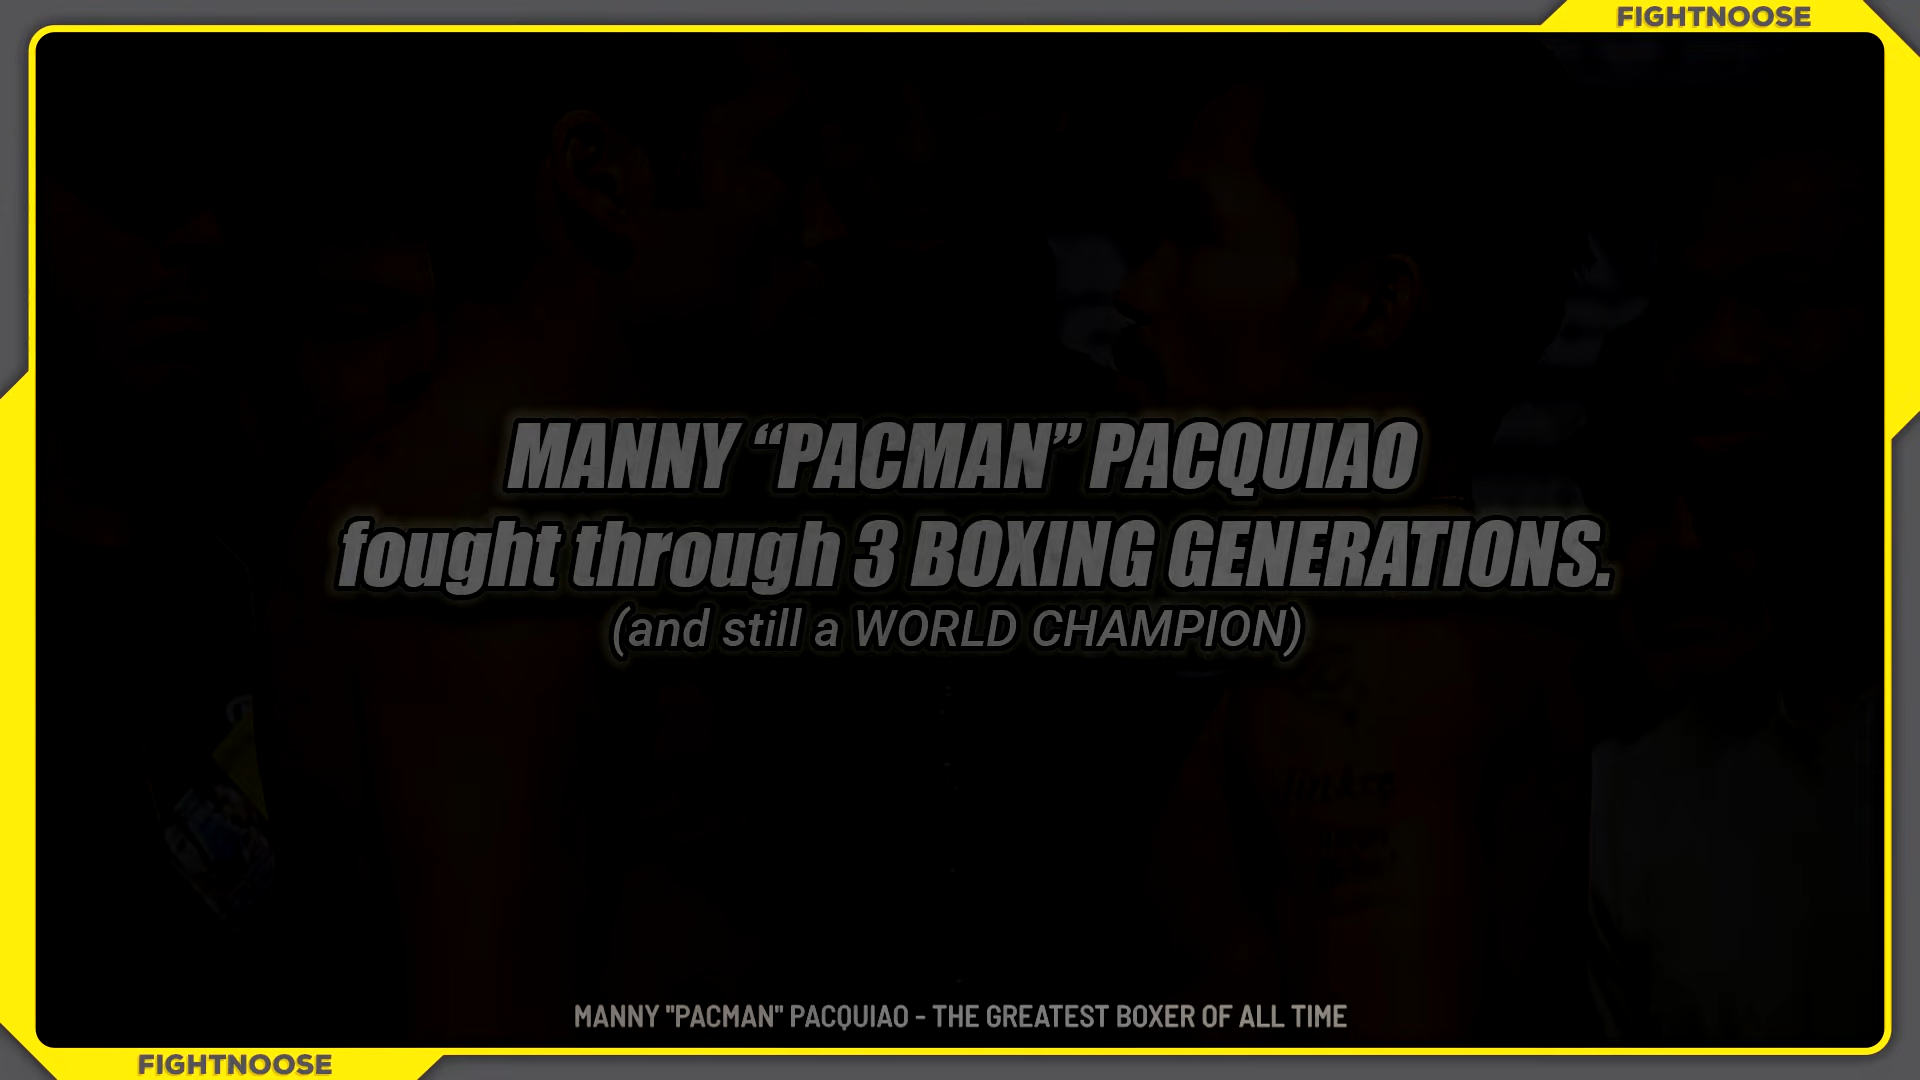 FIGHTNOOSE
MANNY “PACMAN” PACQUIAO
fought through 3 BOXING GENERATIONS.
(and still a WORLD CHAMPION)
MANNY "PACMAN" PACQUIAO - THE GREATEST BOXER OF ALL TIME
FIGHTNOOSE